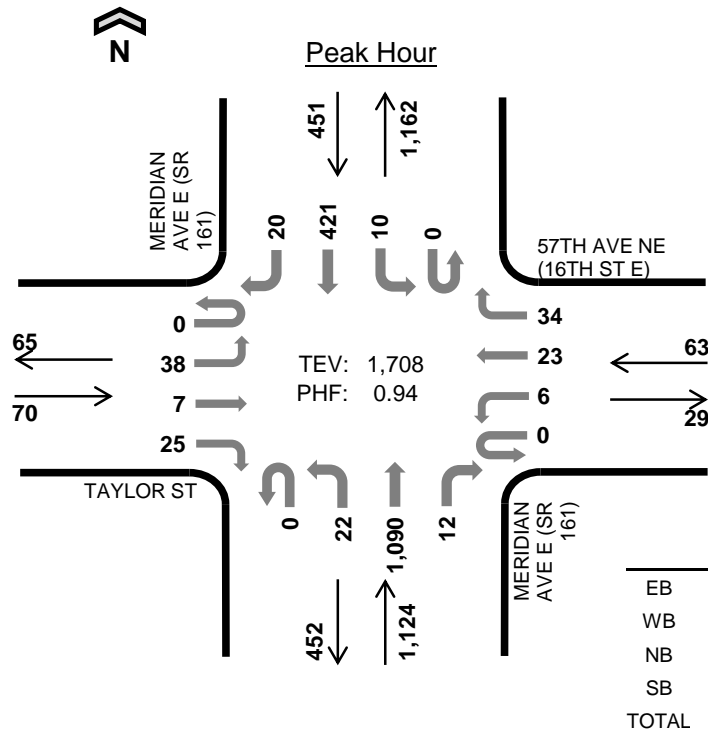 N
Peak Hour
451
1,162
MERIDIAN
AVE E (SR
161)
20
421
10
0
57TH AVE NE
(16TH ST E)
0
34
65
38
TEV: 1,708
23
63
70
7
PHF: 0.94
6
29
25
0
TAYLOR ST
0
22
1,090
12
MERIDIAN
AVE E (SR
161)
452
1,124
EB
WB
NB
SB
TOTAL